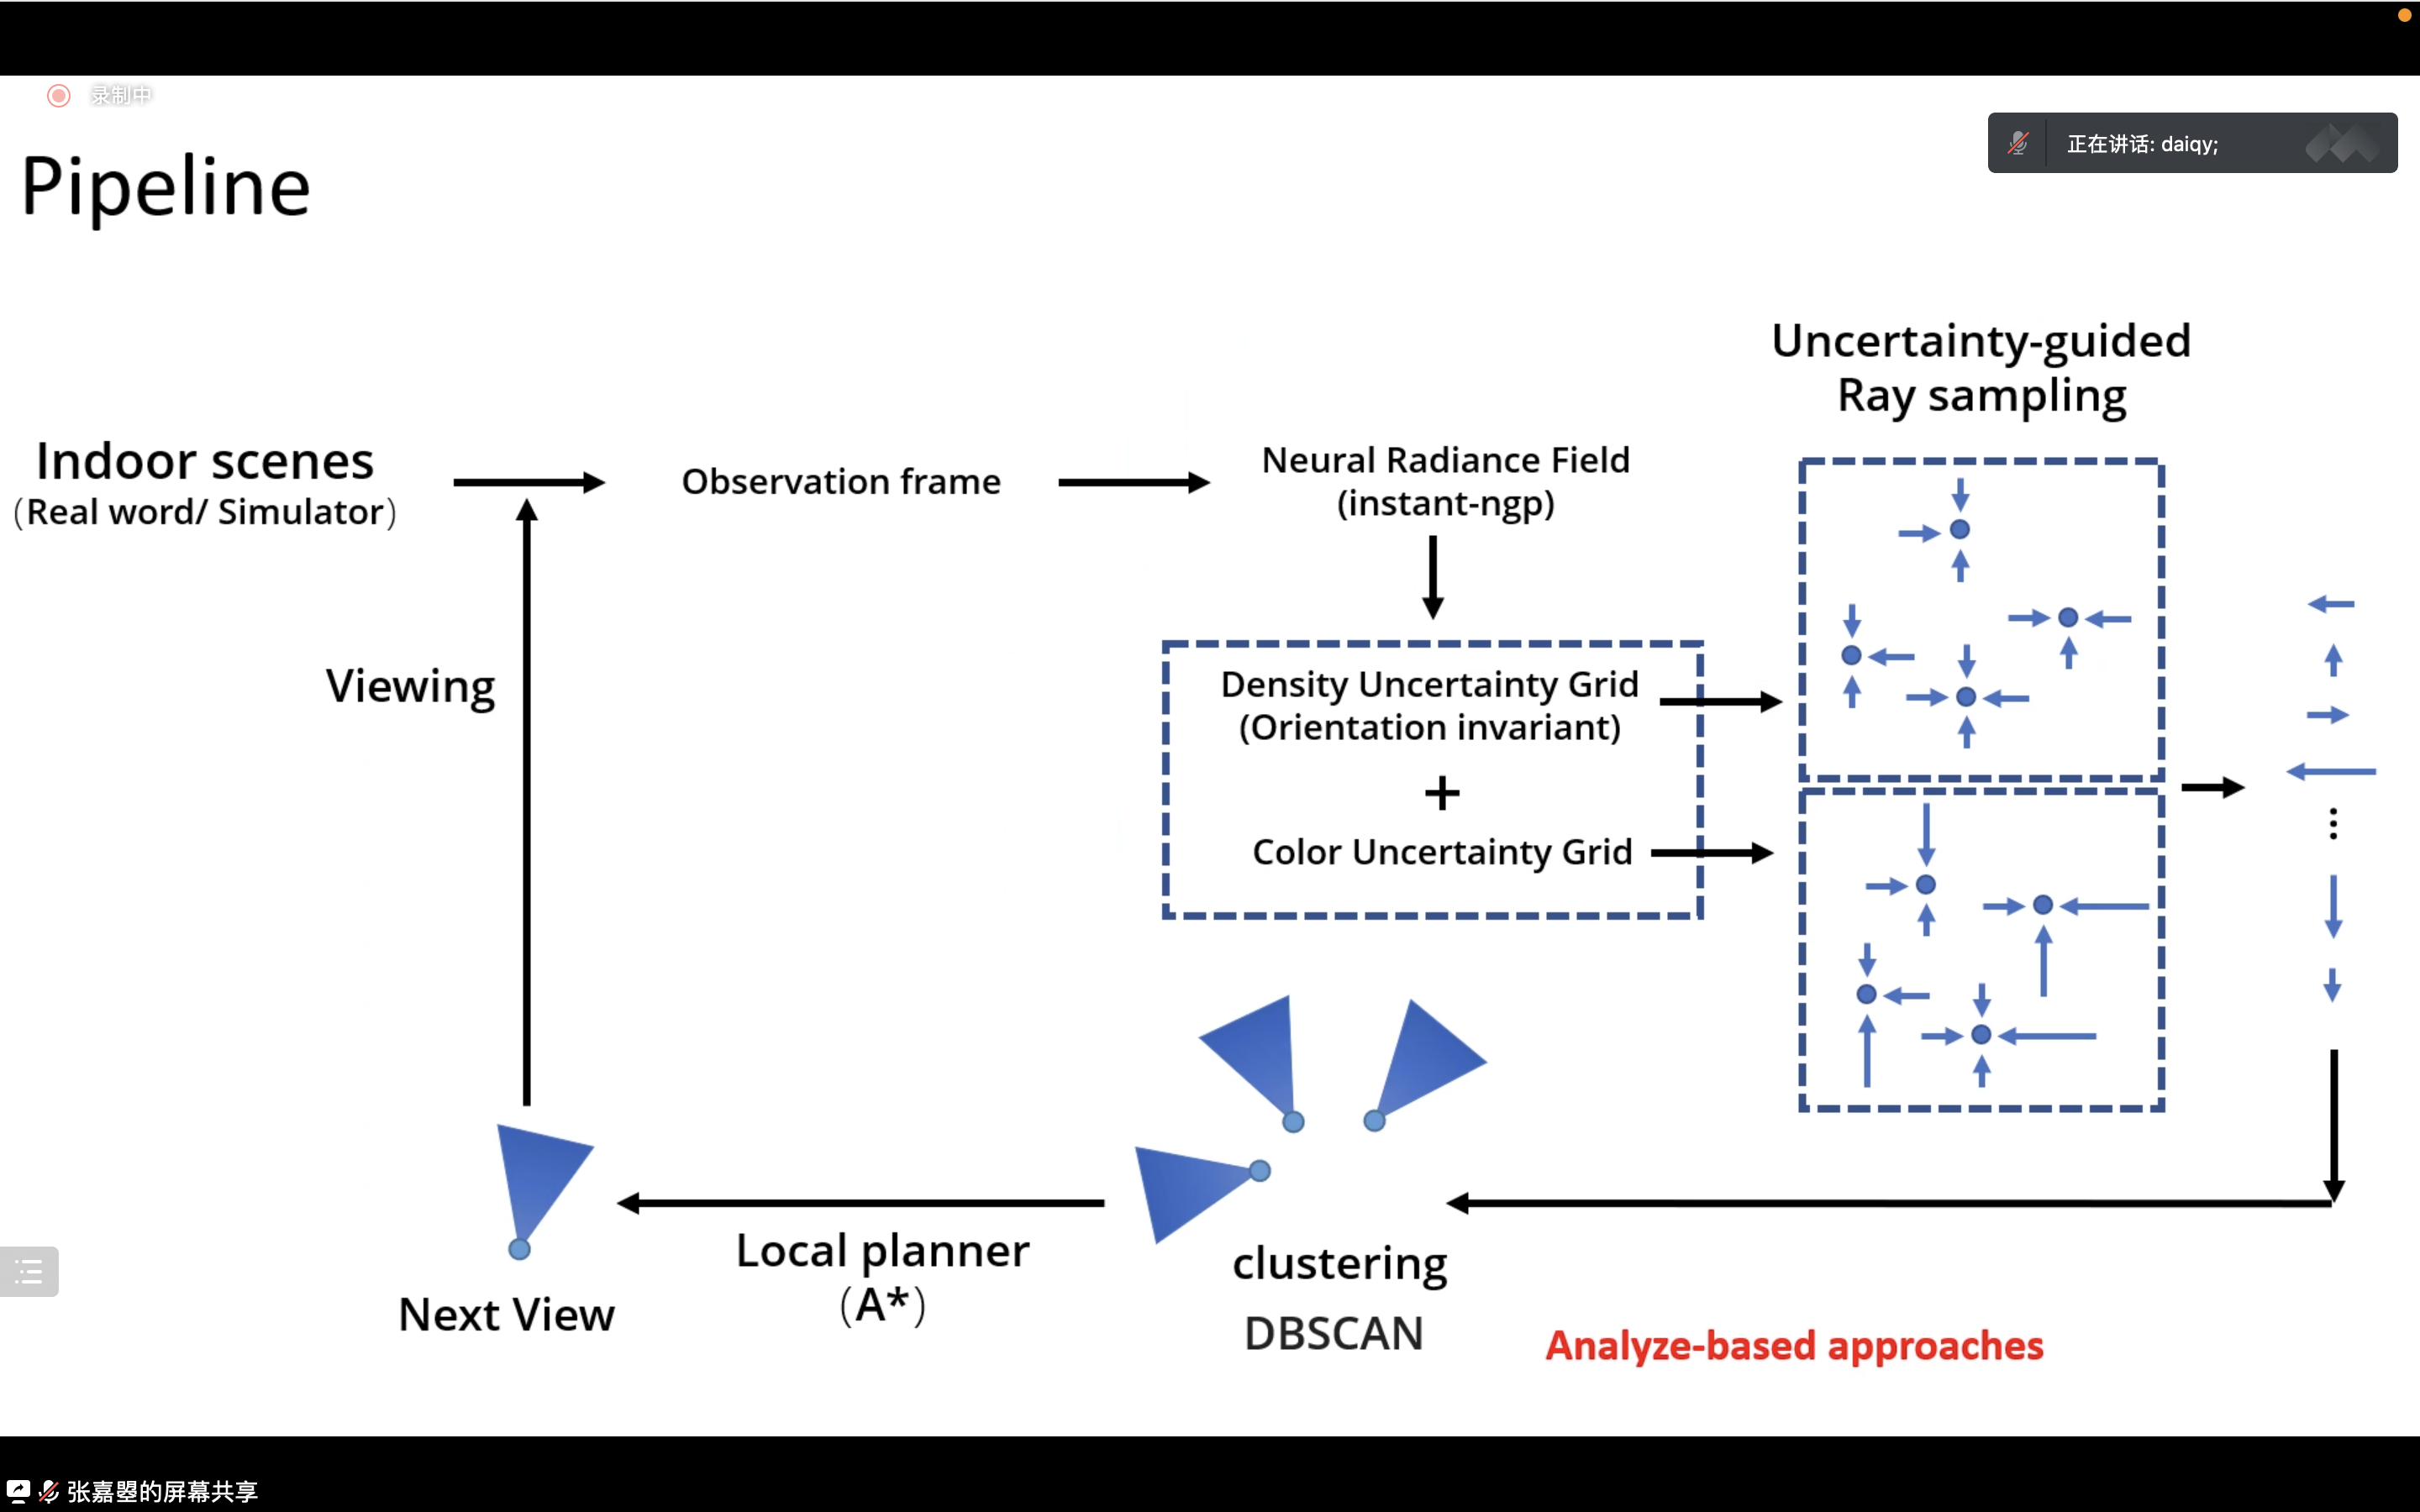 录制中
正在讲话: daiqy;
Pipeline
Uncertainty-guided
Ray sampling
Indoor scenes
(Real word/ Simulator)
Observation frame
Neural Radiance Field
(instant-ngp)
Viewing
Density Uncertainty Grid
(Orientation invariant)
+
Color Uncertainty Grid
Next View
Local planner
(A*)
clustering
DBSCAN
Analyze-based approaches
张嘉曌的屏幕共享